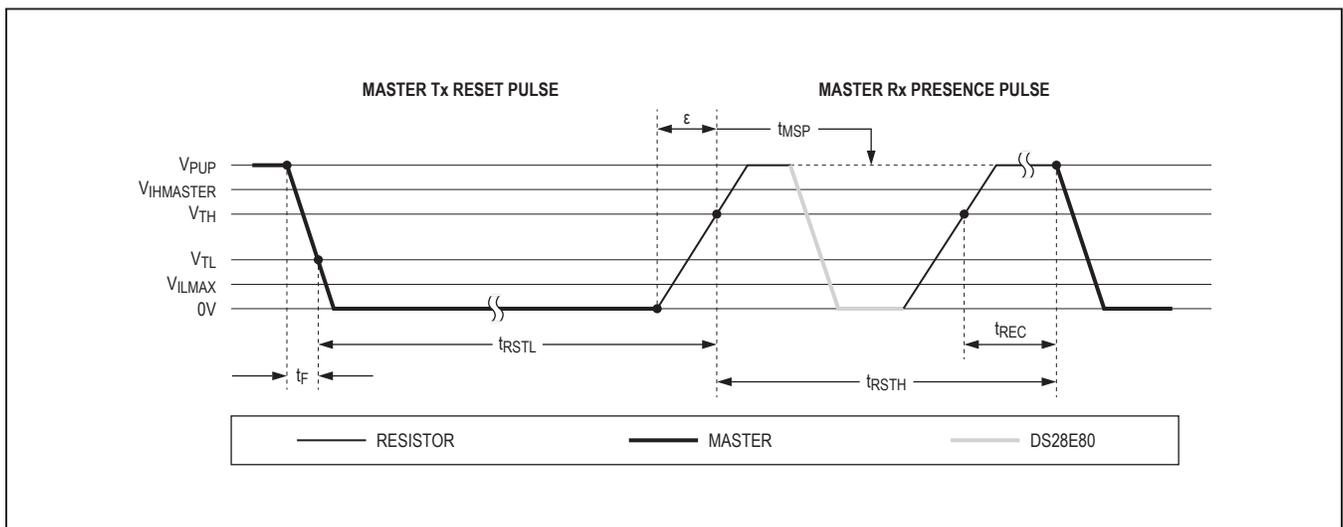 MASTER Tx RESET PULSE
MASTER Rx PRESENCE PULSE
ε
tMSP
VPUP
VIHMASTER
VTH
VTL
VILMAX
0V
tRSTL
tREC
tF
tRSTH
RESISTOR
MASTER
DS28E80